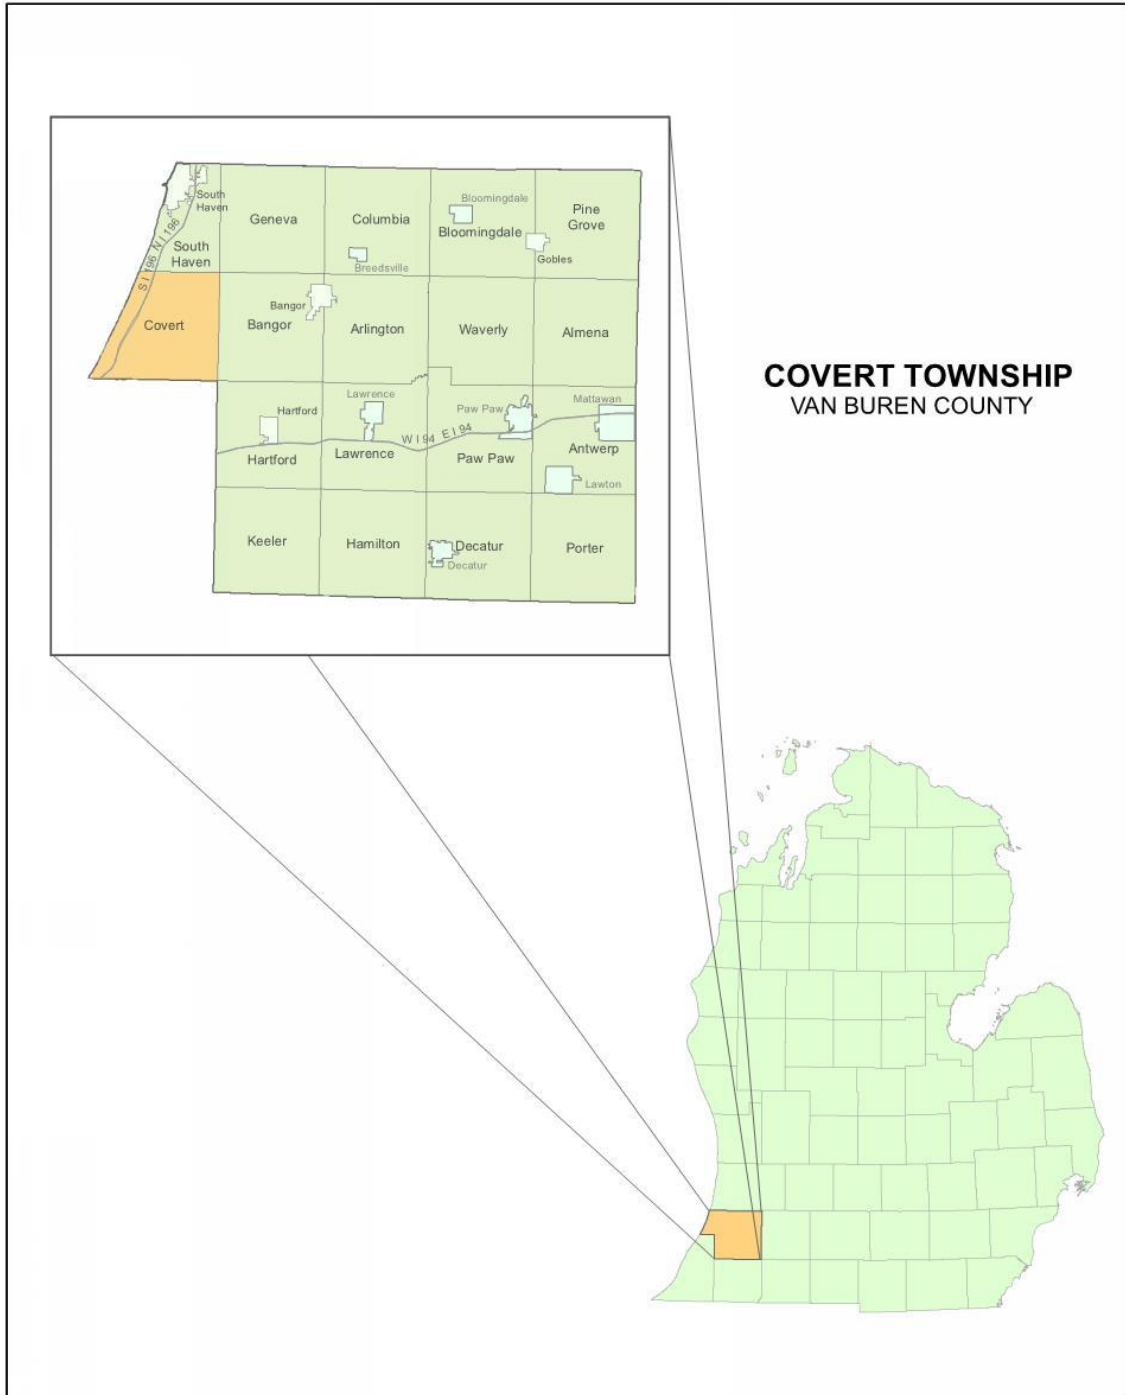 South
Haven
Geneva
Columbia
Bloomingdale
Bloomingdale
Pine
Grove
Gobles
S I 196 N I 196
South
Haven
Breedsville
Covert
Bangor
Bangor
Arlington
Waverly
Almena
COVERT TOWNSHIP
VAN BUREN COUNTY
Hartford
Lawrence
Paw Paw
Mattawan
W I 94 E I 94
Hartford
Lawrence
Paw Paw
Antwerp
Lawton
Keeler
Hamilton
Decatur
Decatur
Porter